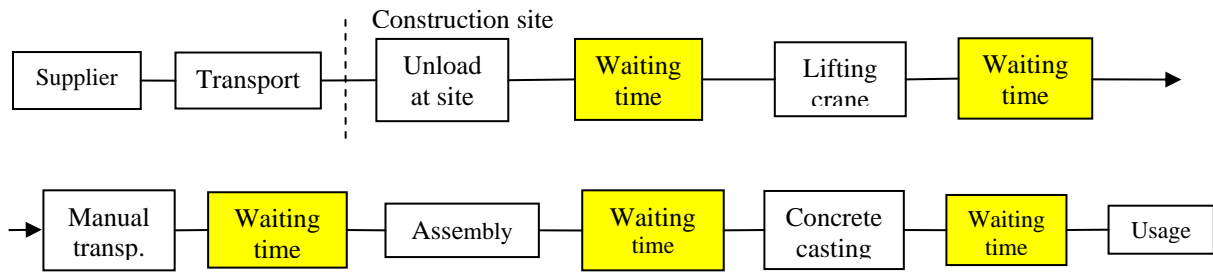 Construction site
Supplier
Transport
Unload
at site
Waiting
time
Lifting
crane
Waiting
time
Manual
transp.
Waiting
time
Assembly
Waiting
time
Concrete
casting
Waiting
time
Usage